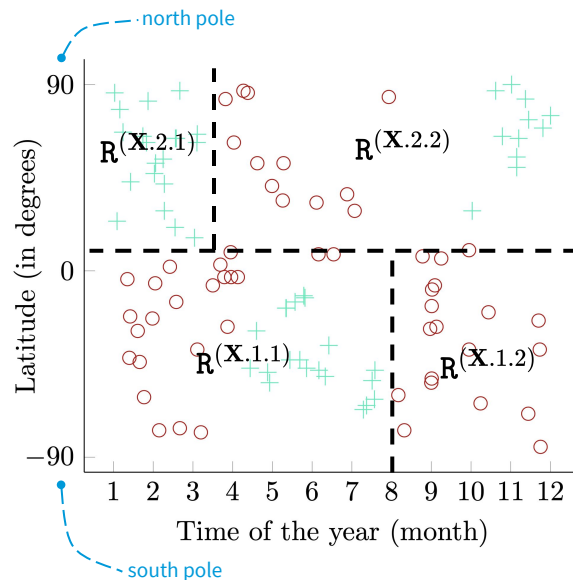 north pole
90
R(X.2.1)
R(X.2.2)
Latitude (in degrees)
0
R(X.1.1)
R(X.1.2)
−90
1 2 3 4 5 6 7 8 9 10 11 12
Time of the year (month)
south pole